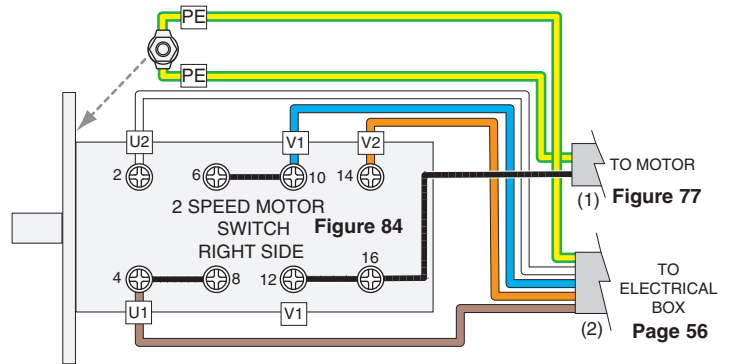 PE
PE
U2
V1
V2
2
6
10
14
2 SPEED MOTOR
SWITCH
RIGHT SIDE
Figure 84
4
8
12
16
U1
V1
TO MOTOR
(1) Figure 77
TO
ELECTRICAL
BOX
(2) Page 56